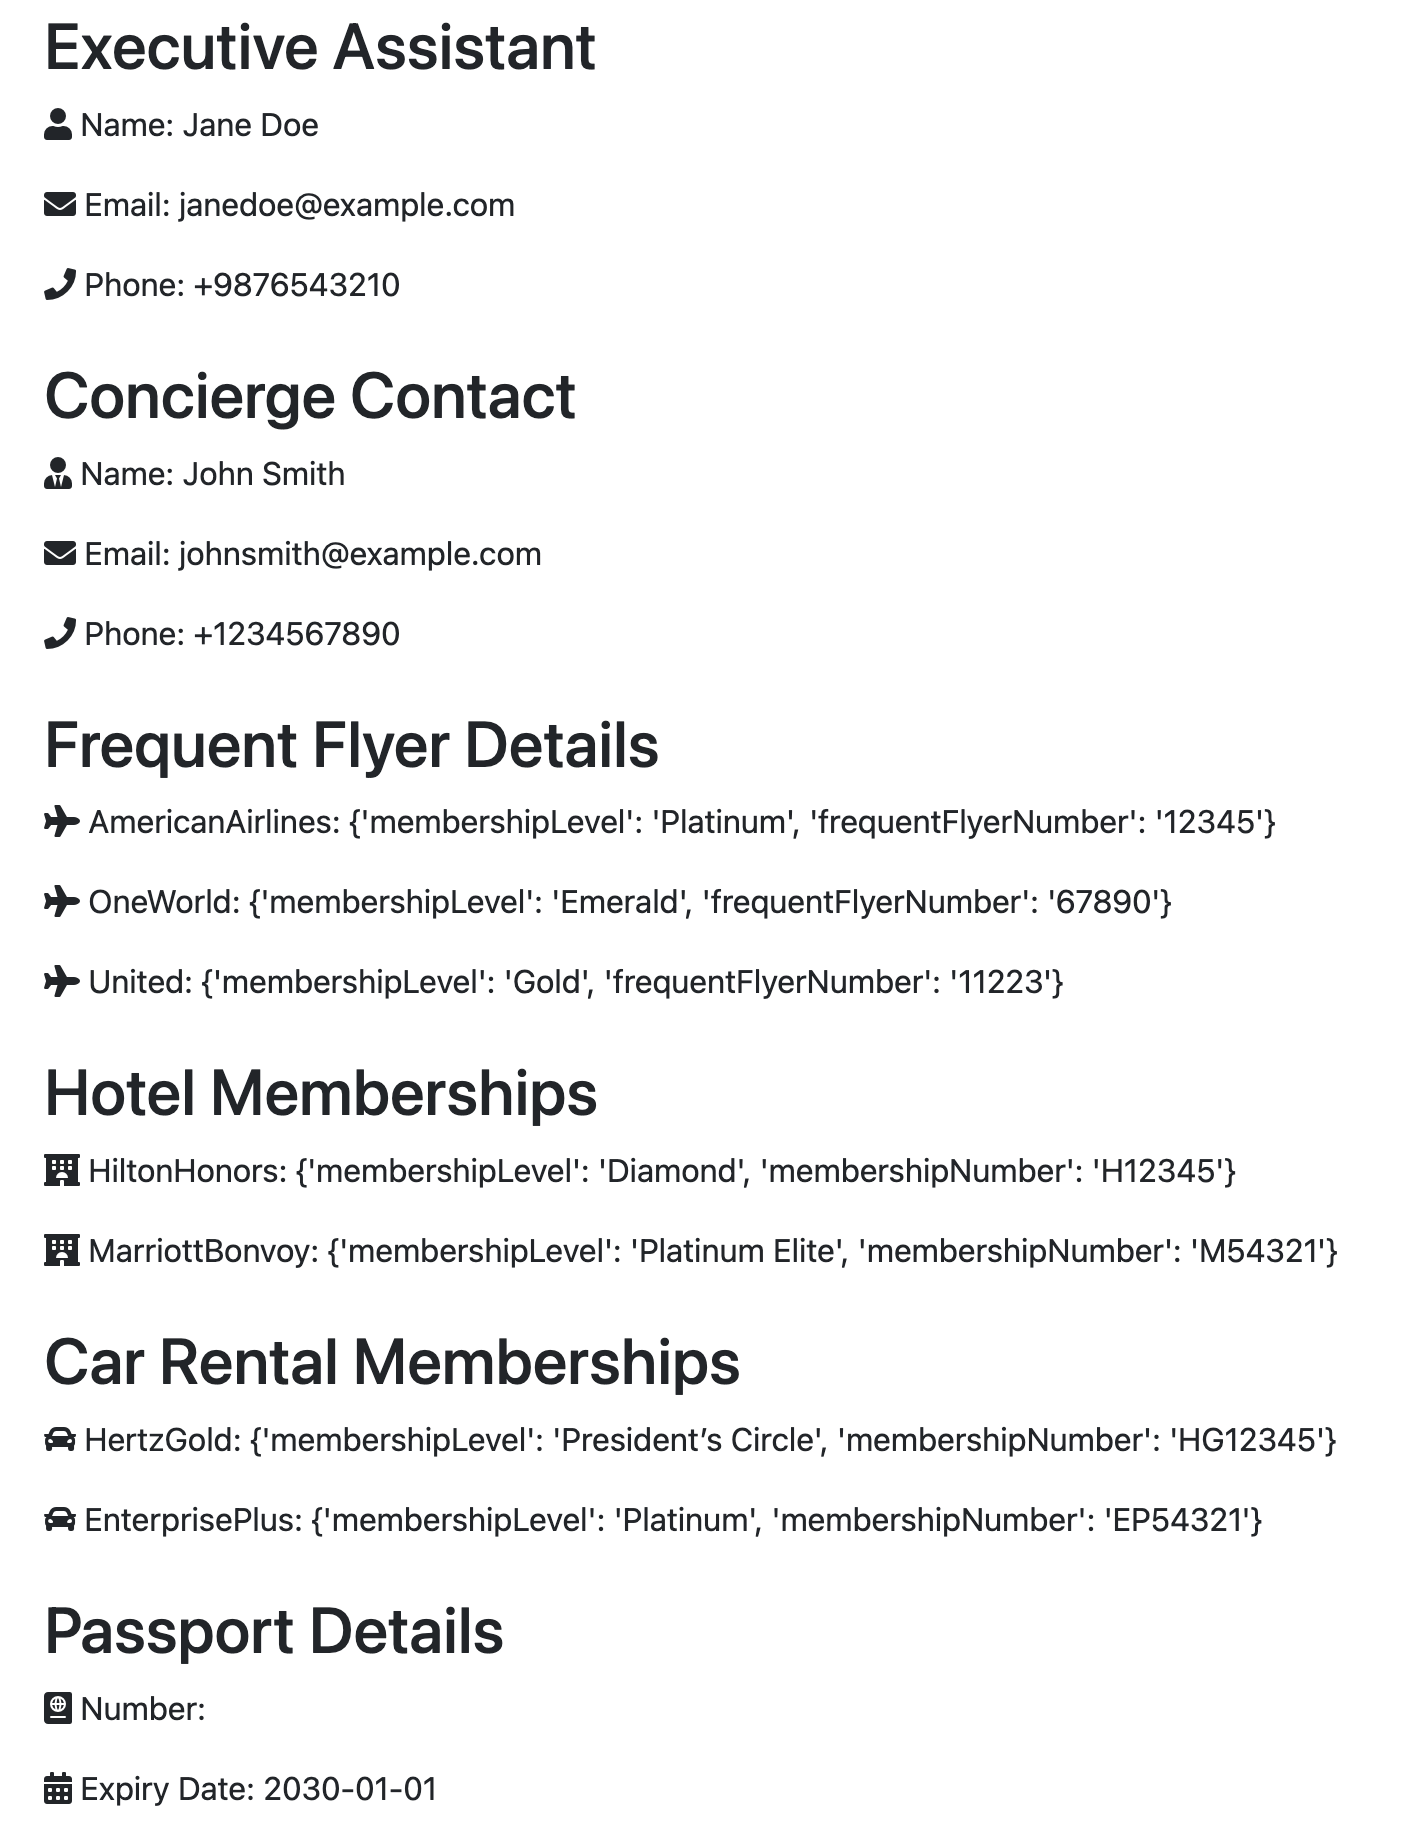 Executive Assistant
Name: Jane Doe
Email: janedoe@example.com
Phone: +9876543210
Concierge Contact
Name: John Smith
Email: johnsmith@example.com
Phone: +1234567890
Frequent Flyer Details
AmericanAirlines: {'membershipLevel': 'Platinum', 'frequentFlyerNumber': '12345'}
OneWorld: {'membershipLevel': 'Emerald', 'frequentFlyerNumber': '67890'}
United: {'membershipLevel': 'Gold', 'frequentFlyerNumber': '11223'}
Hotel Memberships
HiltonHonors: {'membershipLevel': 'Diamond', 'membershipNumber': 'H12345'}
MarriottBonvoy: {'membershipLevel': 'Platinum Elite', 'membershipNumber': 'M54321'}
Car Rental Memberships
HertzGold: {'membershipLevel': 'President’s Circle', 'membershipNumber': 'HG12345'}
EnterprisePlus: {'membershipLevel': 'Platinum', 'membershipNumber': 'EP54321'}
Passport Details
Number:
Expiry Date: 2030-01-01